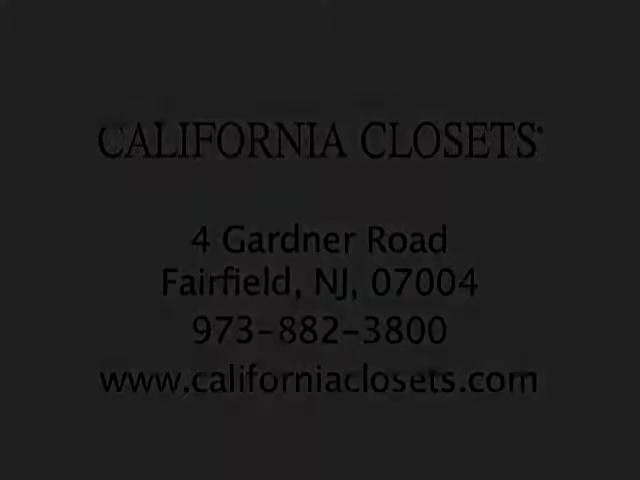 CALIFORNIA CLOSETS®
4 Gardner Road
Fairfield, NJ, 07004
973-882-3800
www.californiaclosets.com